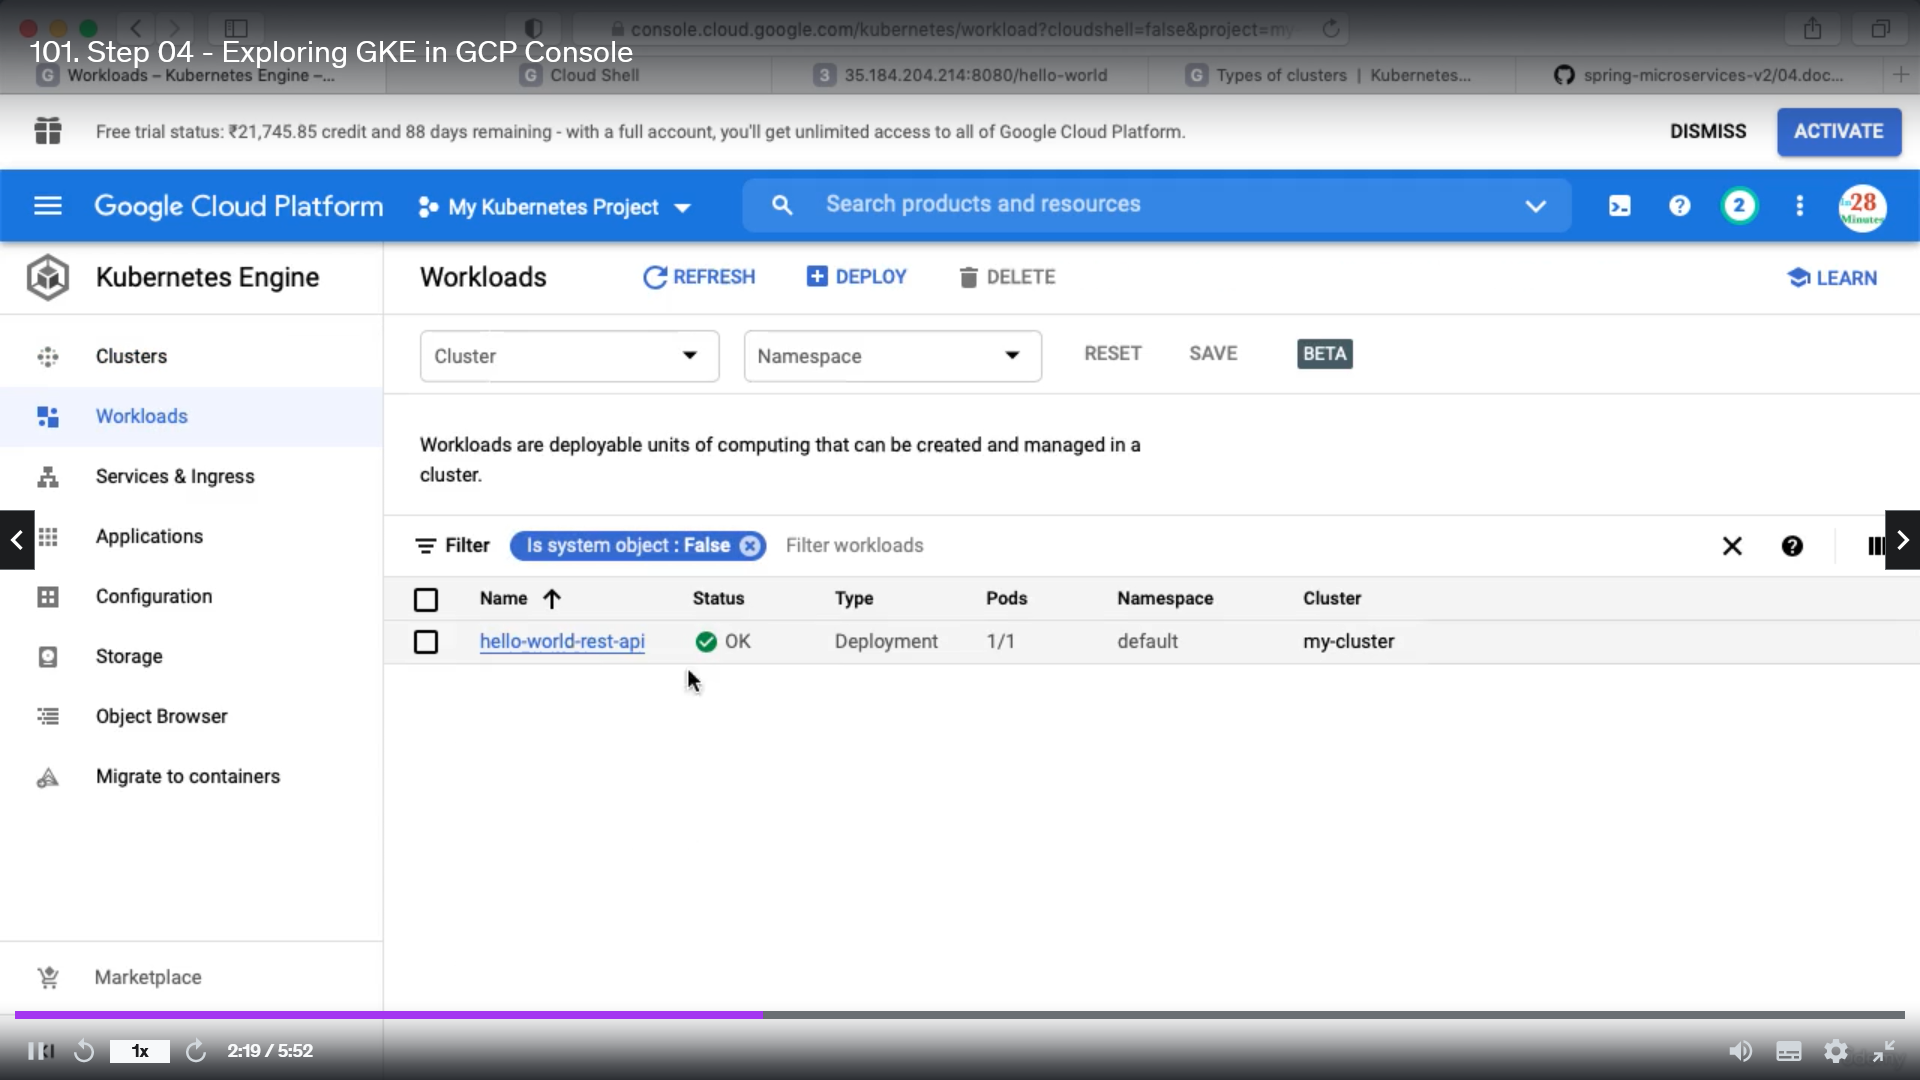 console.cloud.google.com/kubernetes/workload?cloudshell=false&project=my
101. Step 04 - Exploring GKE in GCP Console
G Workloads – Kubernetes Engine –...
G Cloud Shell
3 35.184.204.214:8080/hello-world
G Types of clusters | Kubernetes...
spring-microservices-v2/04.doc...
Free trial status: ₹21,745.85 credit and 88 days remaining - with a full account, you'll get unlimited access to all of Google Cloud Platform.
DISMISS
ACTIVATE
Google Cloud Platform
My Kubernetes Project
Search products and resources
2
in28
Minutes
Kubernetes Engine
Workloads
REFRESH
DEPLOY
DELETE
LEARN
Clusters
Workloads
Services & Ingress
Applications
Configuration
Storage
Object Browser
Migrate to containers
Marketplace
Cluster
Namespace
RESET
SAVE
BETA
Workloads are deployable units of computing that can be created and managed in a
cluster.
Filter
Is system object : False
Filter workloads
Name Status Type Pods Namespace Cluster
hello-world-rest-api OK Deployment 1/1 default my-cluster
1x
2:19 / 5:52